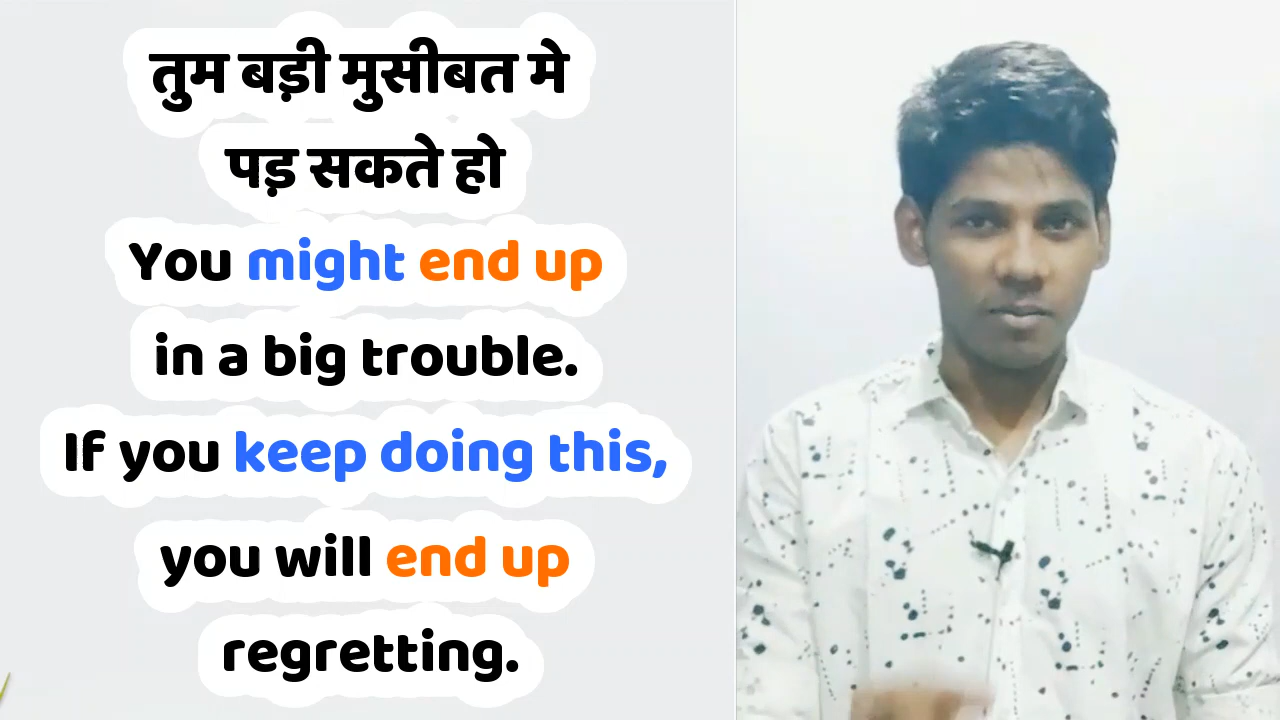 तुम बड़ी मुसीबत मे
पड़ सकते हो
You might end up
in a big trouble.
If you keep doing this,
you will end up
regretting.